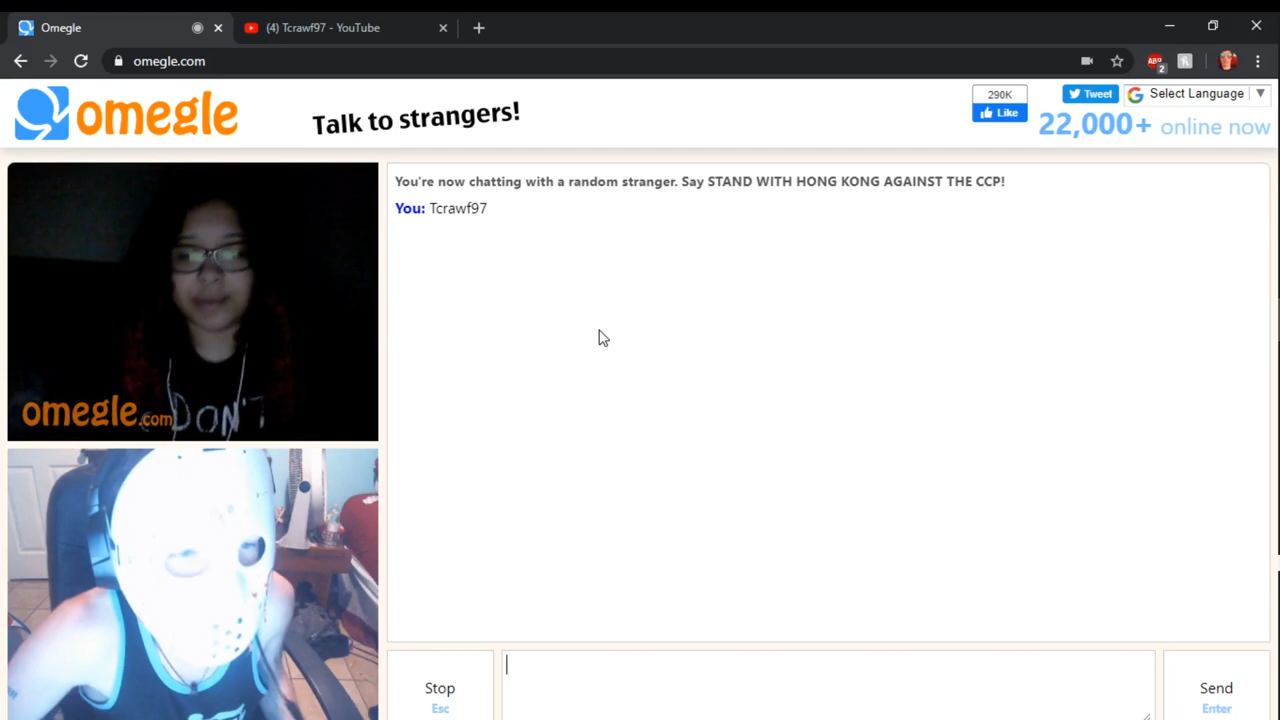 Omegle
(4) Tcrawf97 - YouTube
omegle.com
ABP
2
omegle
Talk to strangers!
290K
Like
Tweet
G Select Language
22,000+ online now
You're now chatting with a random stranger. Say STAND WITH HONG KONG AGAINST THE CCP!
You: Tcrawf97
omegle.com
DON'T
Stop
Esc
Send
Enter